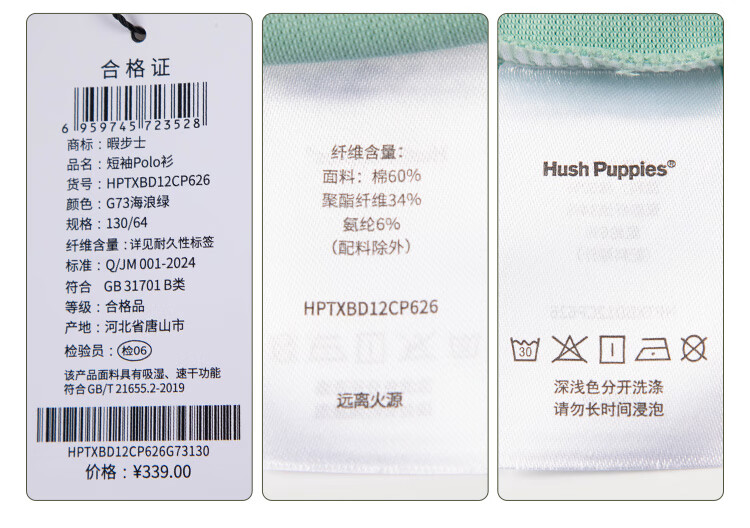 合格证
6 959745 723528
商标：暇步士
品名：短袖Polo衫
货号：HPTXBD12CP626
颜色：G73海浪绿
规格：130/64
纤维含量：详见耐久性标签
标准：Q/JM 001-2024
符合 GB 31701 B类
等级：合格品
产地：河北省唐山市
检验员：检06
该产品面料具有吸湿、速干功能
符合GB/T 21655.2-2019
HPTXBD12CP626G73130
价格：¥339.00
纤维含量：
面料：棉60%
聚酯纤维34%
氨纶6%
（配料除外）
HPTXBD12CP626
远离火源
Hush Puppies®
30
深浅色分开洗涤
请勿长时间浸泡